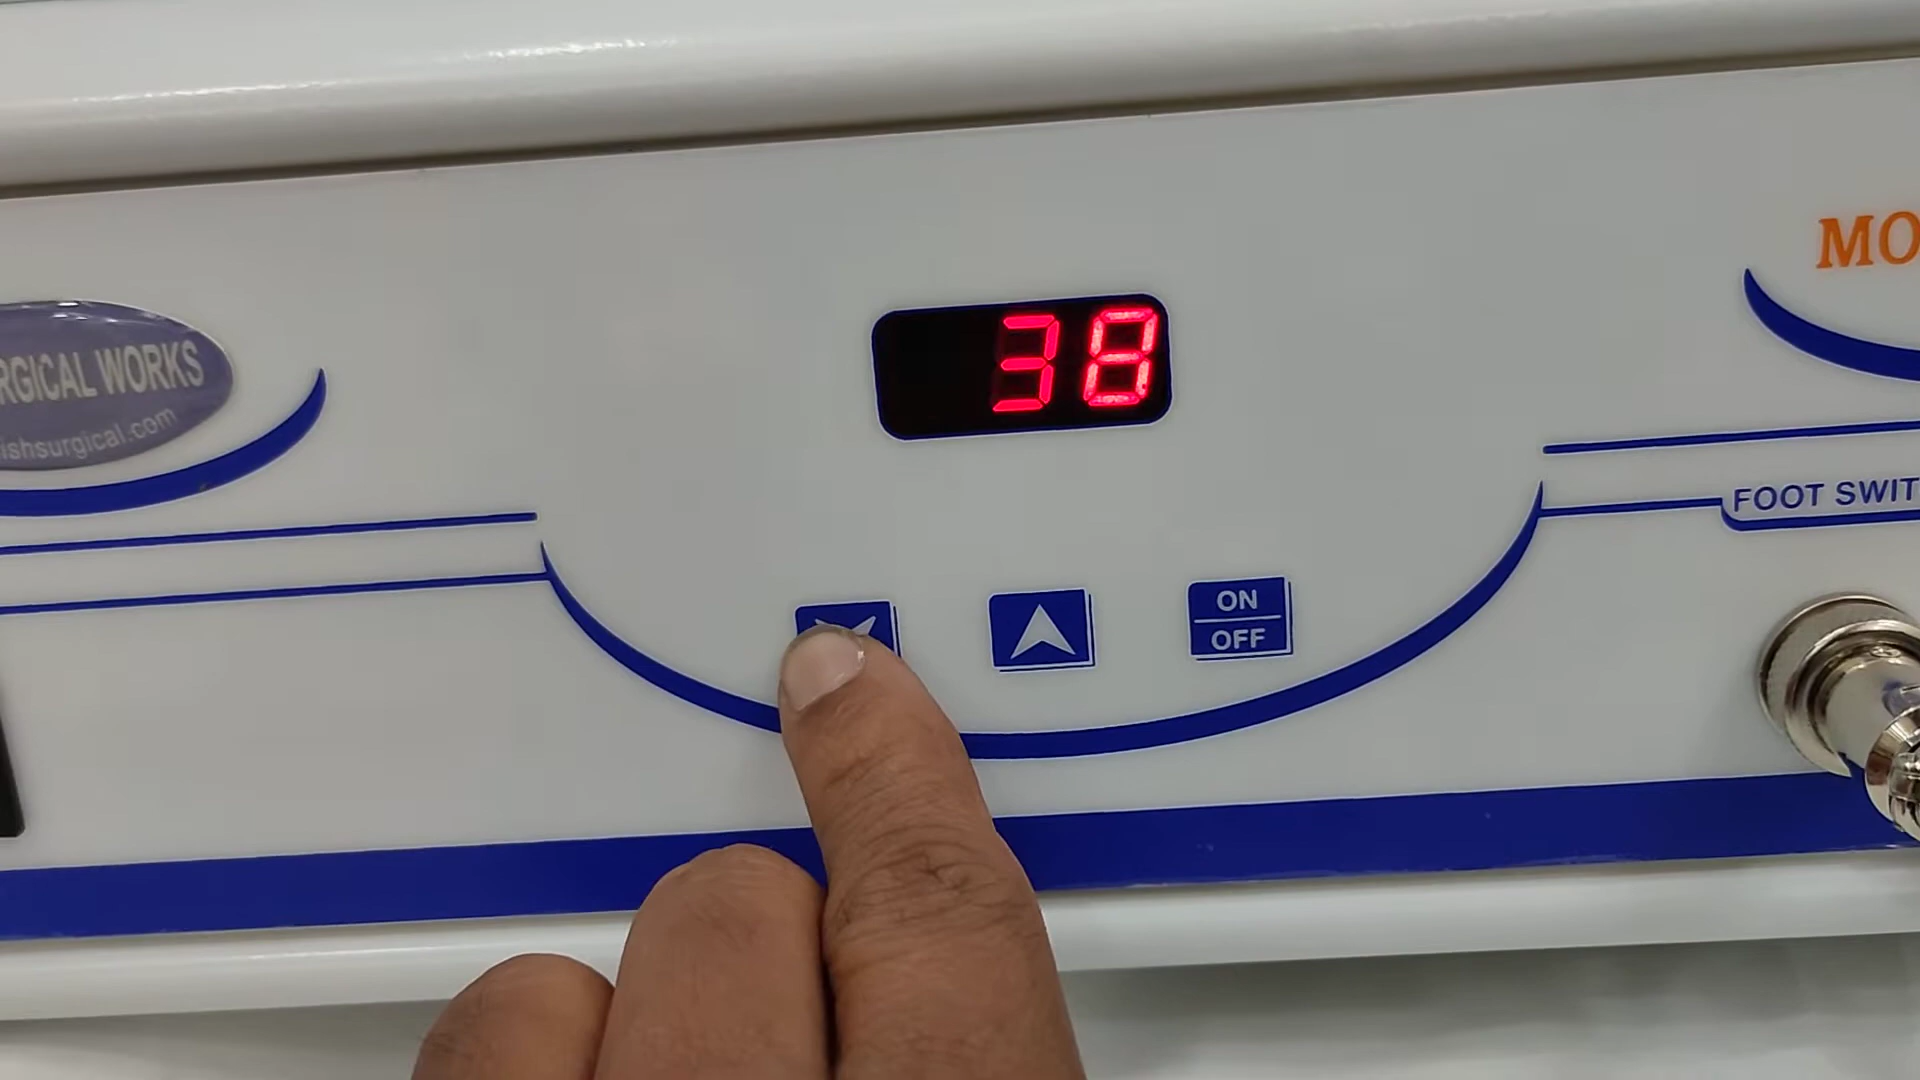 RGICAL WORKS
ishsurgical.com
38
MO
FOOT SWIT
ON
OFF